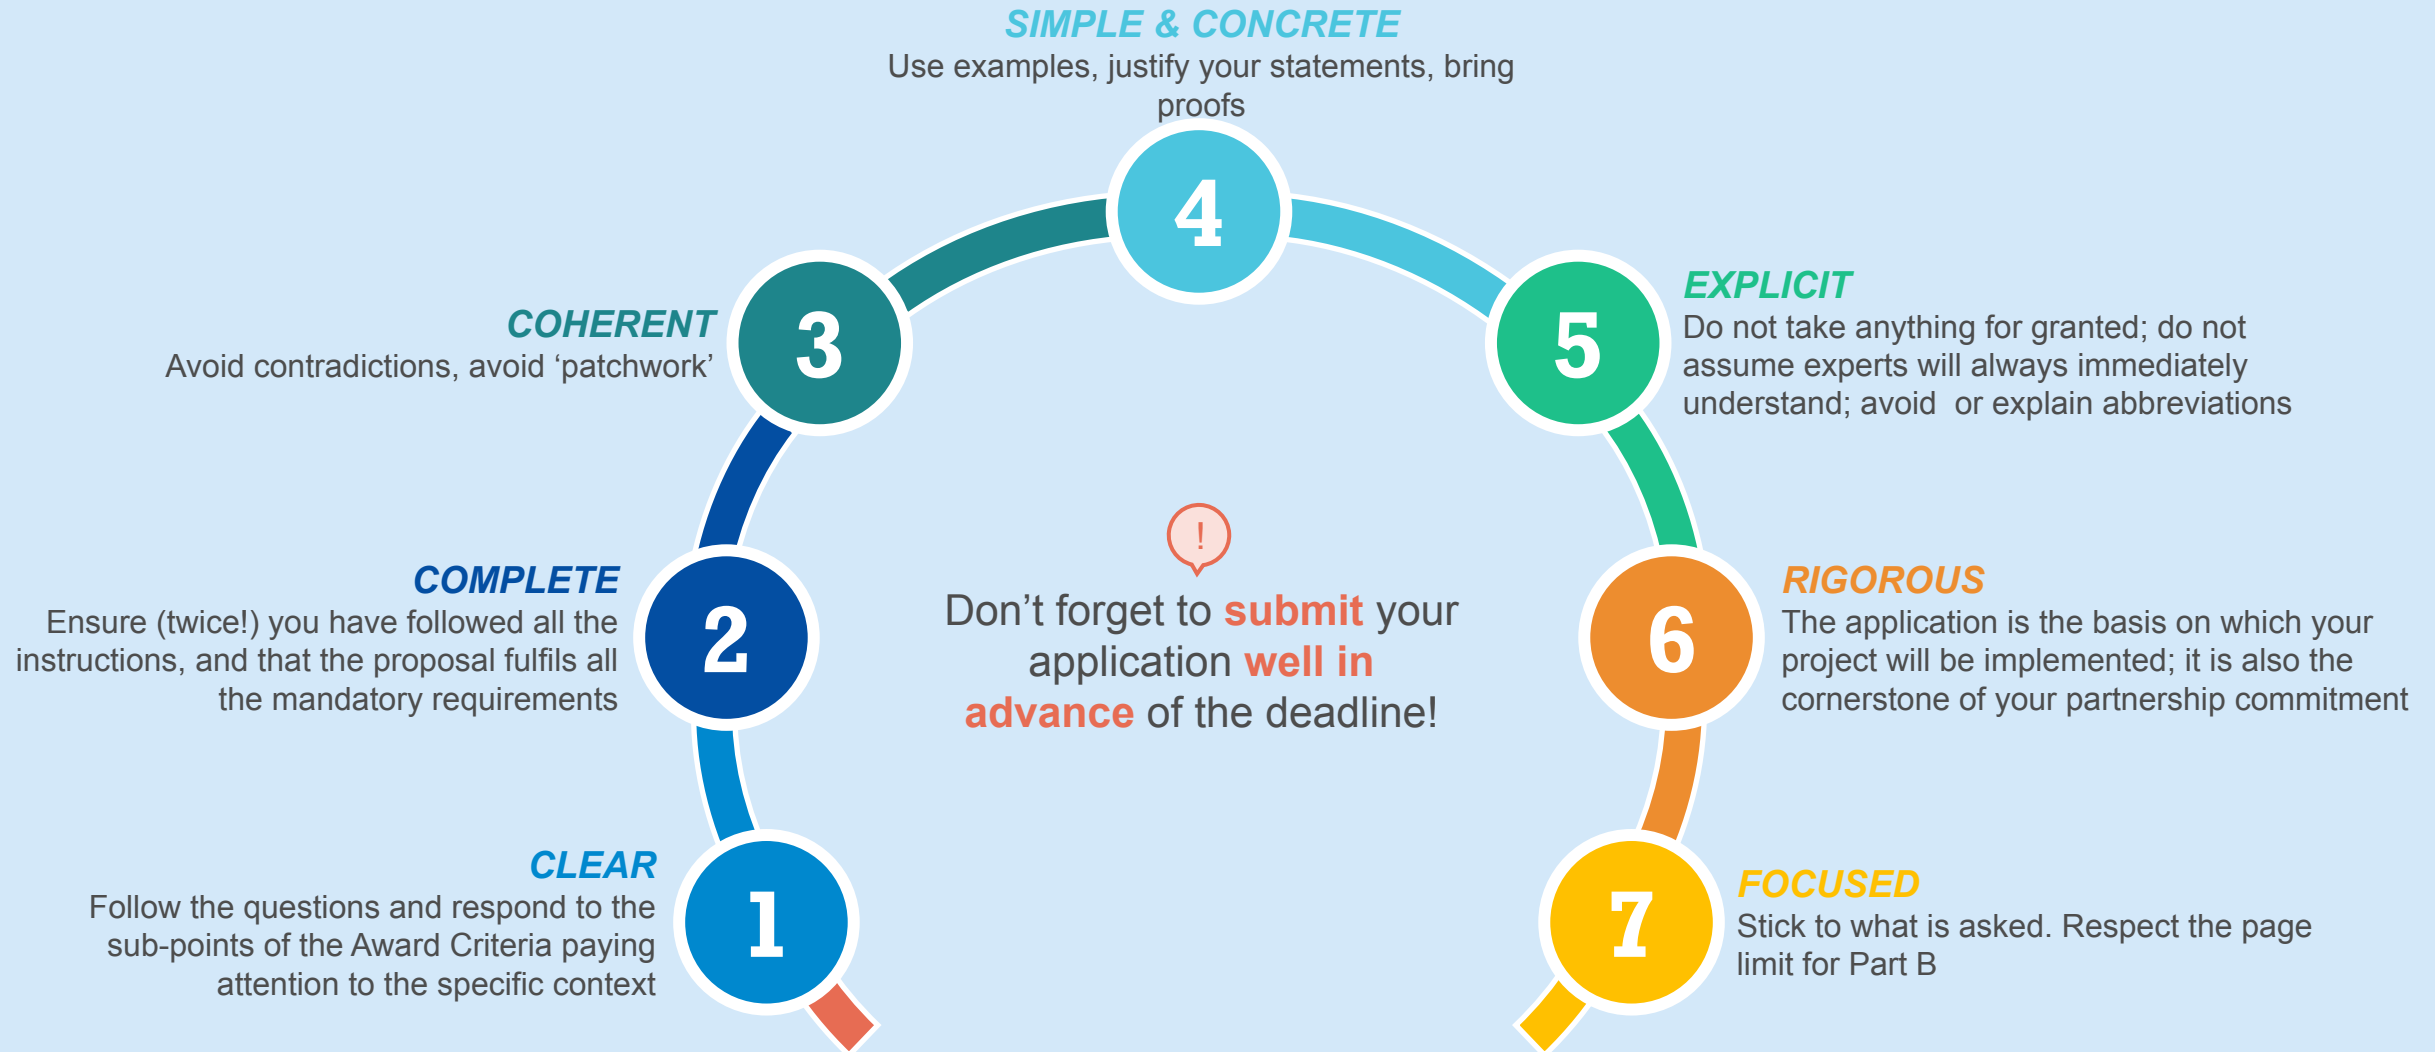 SIMPLE & CONCRETE
Use examples, justify your statements, bring
proofs
4
COHERENT
Avoid contradictions, avoid ‘patchwork’
3
5
EXPLICIT
Do not take anything for granted; do not
assume experts will always immediately
understand; avoid  or explain abbreviations
COMPLETE
Ensure (twice!) you have followed all the
instructions, and that the proposal fulfils all
the mandatory requirements
2
!
Don’t forget to submit your
application well in
advance of the deadline!
6
RIGOROUS
The application is the basis on which your
project will be implemented; it is also the
cornerstone of your partnership commitment
CLEAR
Follow the questions and respond to the
sub-points of the Award Criteria paying
attention to the specific context
1
7
FOCUSED
Stick to what is asked. Respect the page
limit for Part B